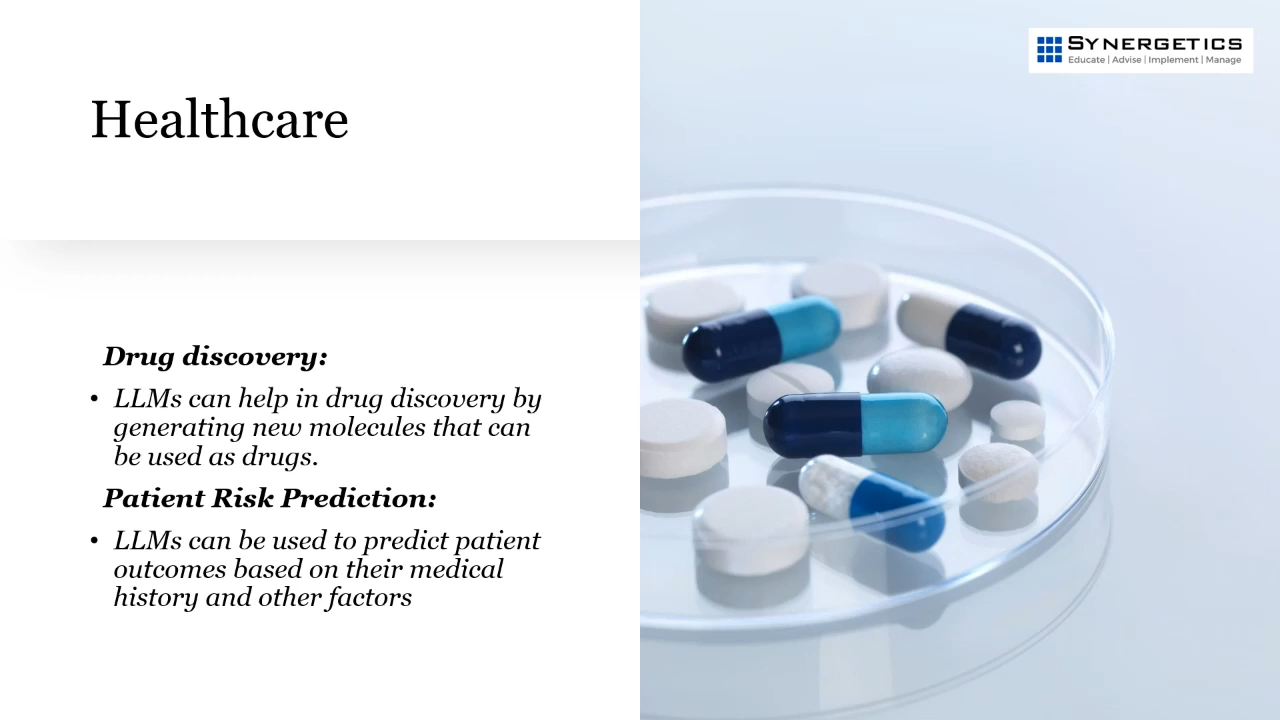 SYNERGETICS
Educate | Advise | Implement | Manage
Healthcare
Drug discovery:
• LLMs can help in drug discovery by
generating new molecules that can
be used as drugs.
Patient Risk Prediction:
• LLMs can be used to predict patient
outcomes based on their medical
history and other factors